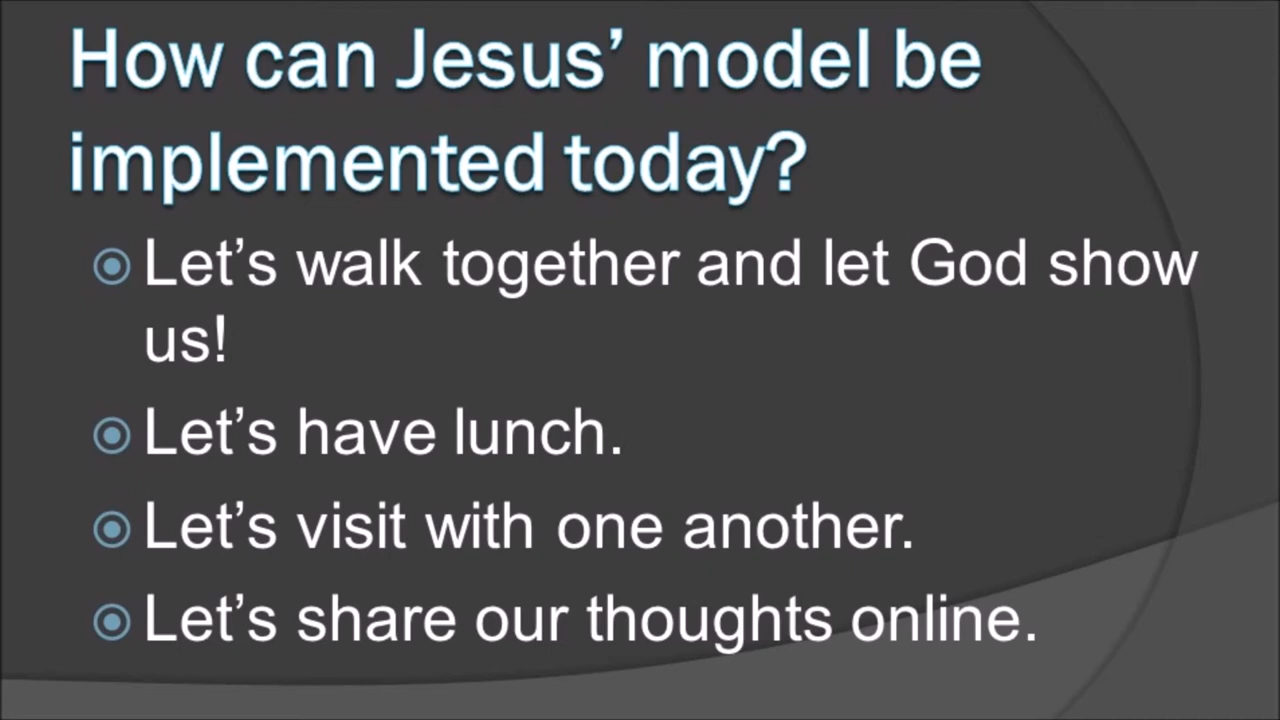 How can Jesus’ model be
implemented today?
Let’s walk together and let God show
us!
Let’s have lunch.
Let’s visit with one another.
Let’s share our thoughts online.